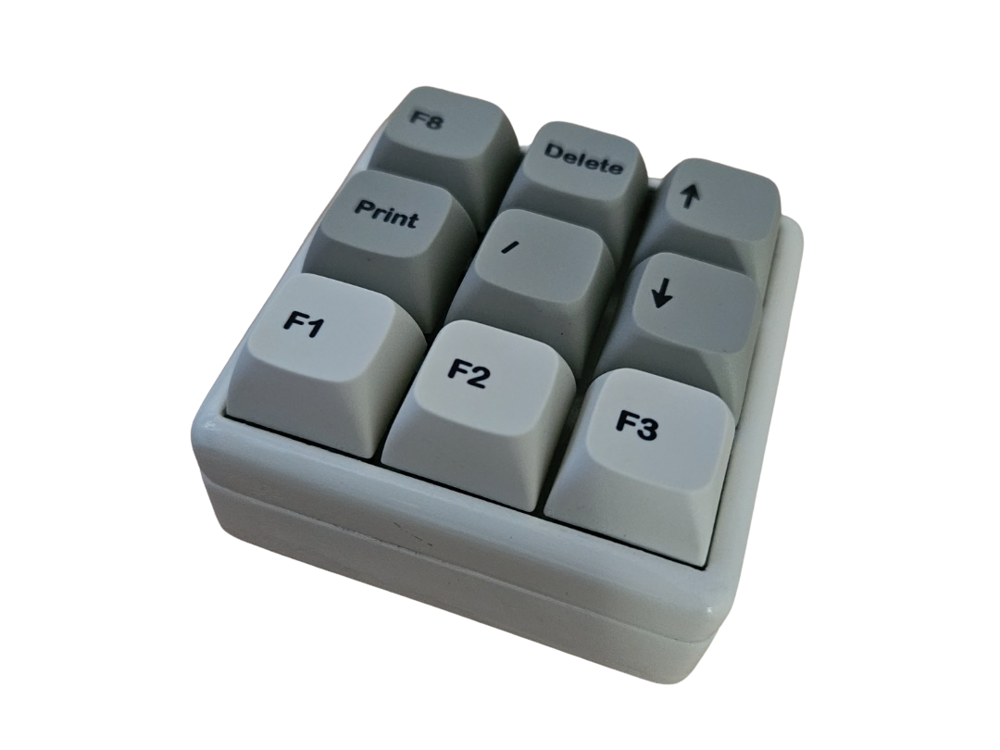 F8 Delete ↑
Print / ↓
F1 F2 F3